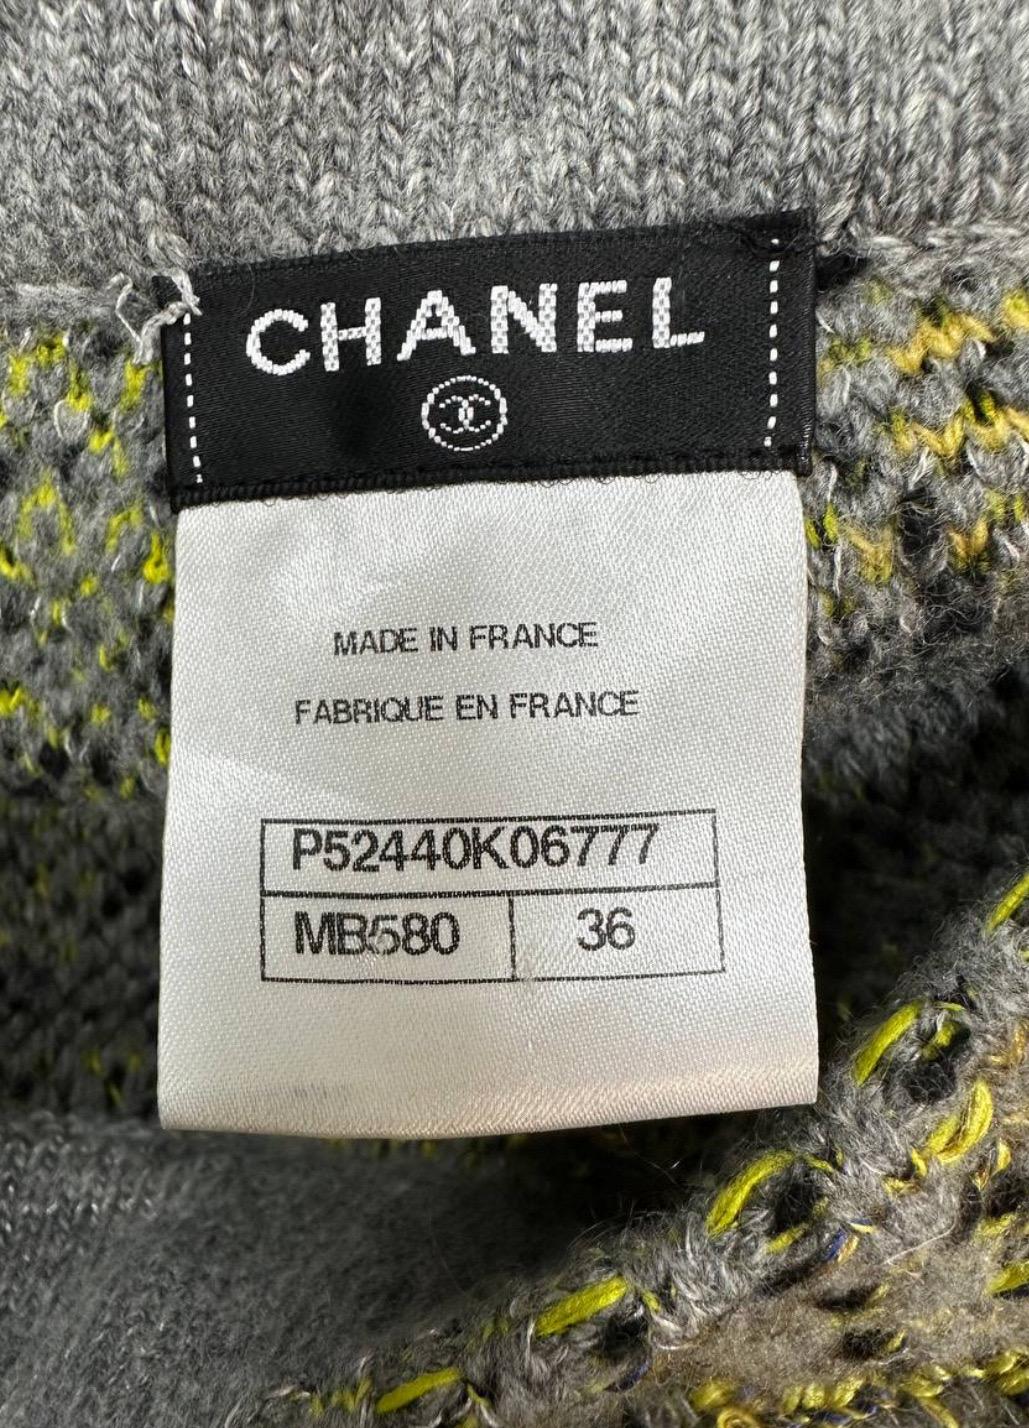 CHANEL
MADE IN FRANCE
FABRIQUE EN FRANCE
P52440K06777
MB580 36